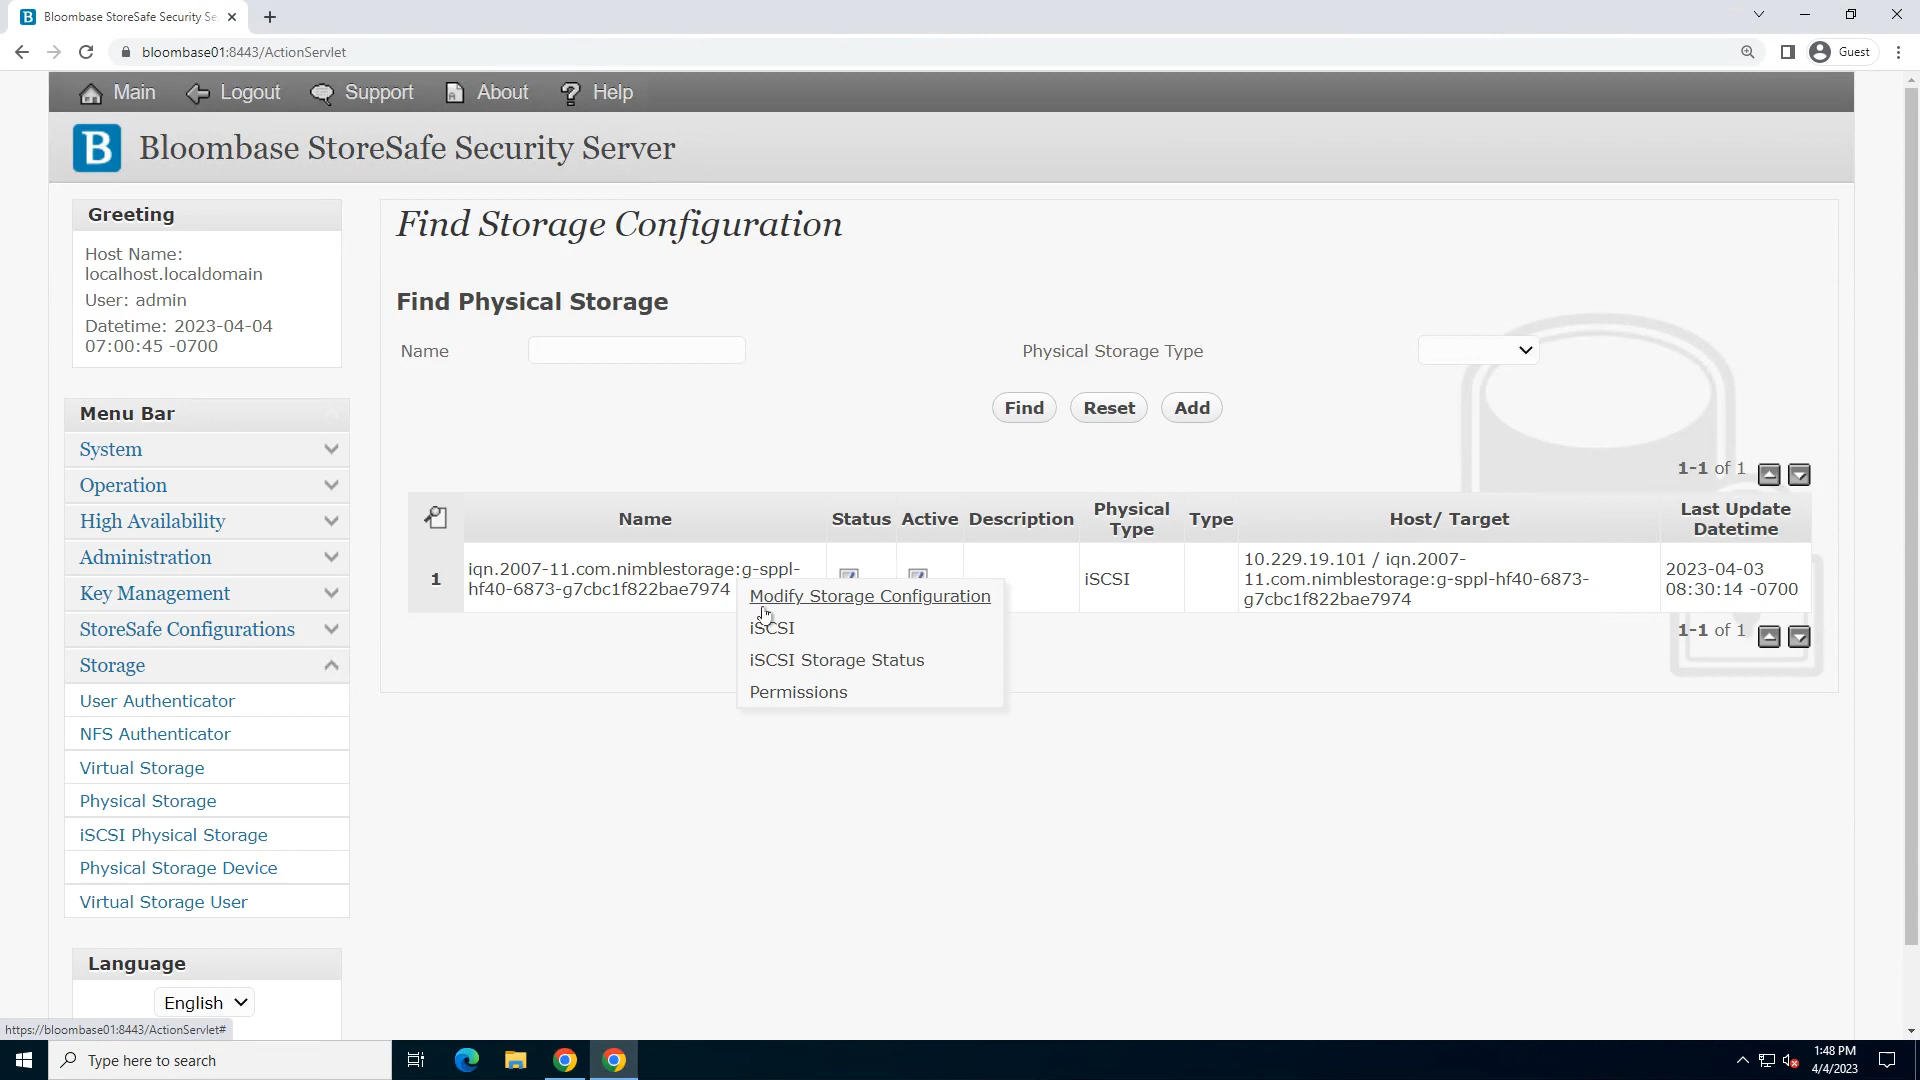 Bloombase StoreSafe Security Se
bloombase01:8443/ActionServlet
Guest
Main
Logout
Support
About
Help
B
Bloombase StoreSafe Security Server
Greeting
Host Name:
localhost.localdomain
User: admin
Datetime: 2023-04-04
07:00:45 -0700
Menu Bar
System
Operation
High Availability
Administration
Key Management
StoreSafe Configurations
Storage
User Authenticator
NFS Authenticator
Virtual Storage
Physical Storage
iSCSI Physical Storage
Physical Storage Device
Virtual Storage User
Language
English
Find Storage Configuration
Find Physical Storage
Name
Physical Storage Type
Find
Reset
Add
1-1 of 1
Name
Status
Active
Description
Physical
Type
Type
Host/ Target
Last Update
Datetime
1
iqn.2007-11.com.nimblestorage:g-sppl-
hf40-6873-g7cbc1f822bae7974
iSCSI
10.229.19.101 / iqn.2007-
11.com.nimblestorage:g-sppl-hf40-6873-
g7cbc1f822bae7974
2023-04-03
08:30:14 -0700
Modify Storage Configuration
iSCSI
iSCSI Storage Status
Permissions
1-1 of 1
https://bloombase01:8443/ActionServlet#
Type here to search
1:48 PM
4/4/2023